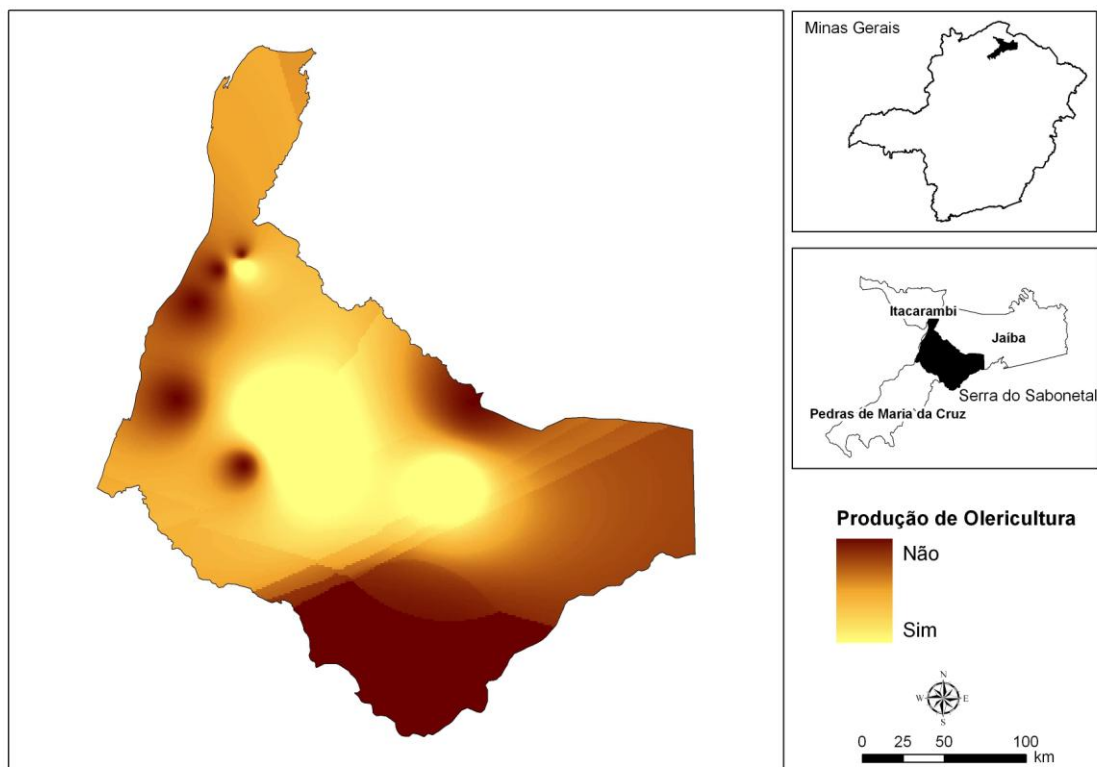 Minas Gerais
Itacarambi
Jaíba
Serra do Sabonetal
Pedras de Maria`da Cruz
Produção de Olericultura
Não
Sim
N
W E
S
0 25 50 100
km